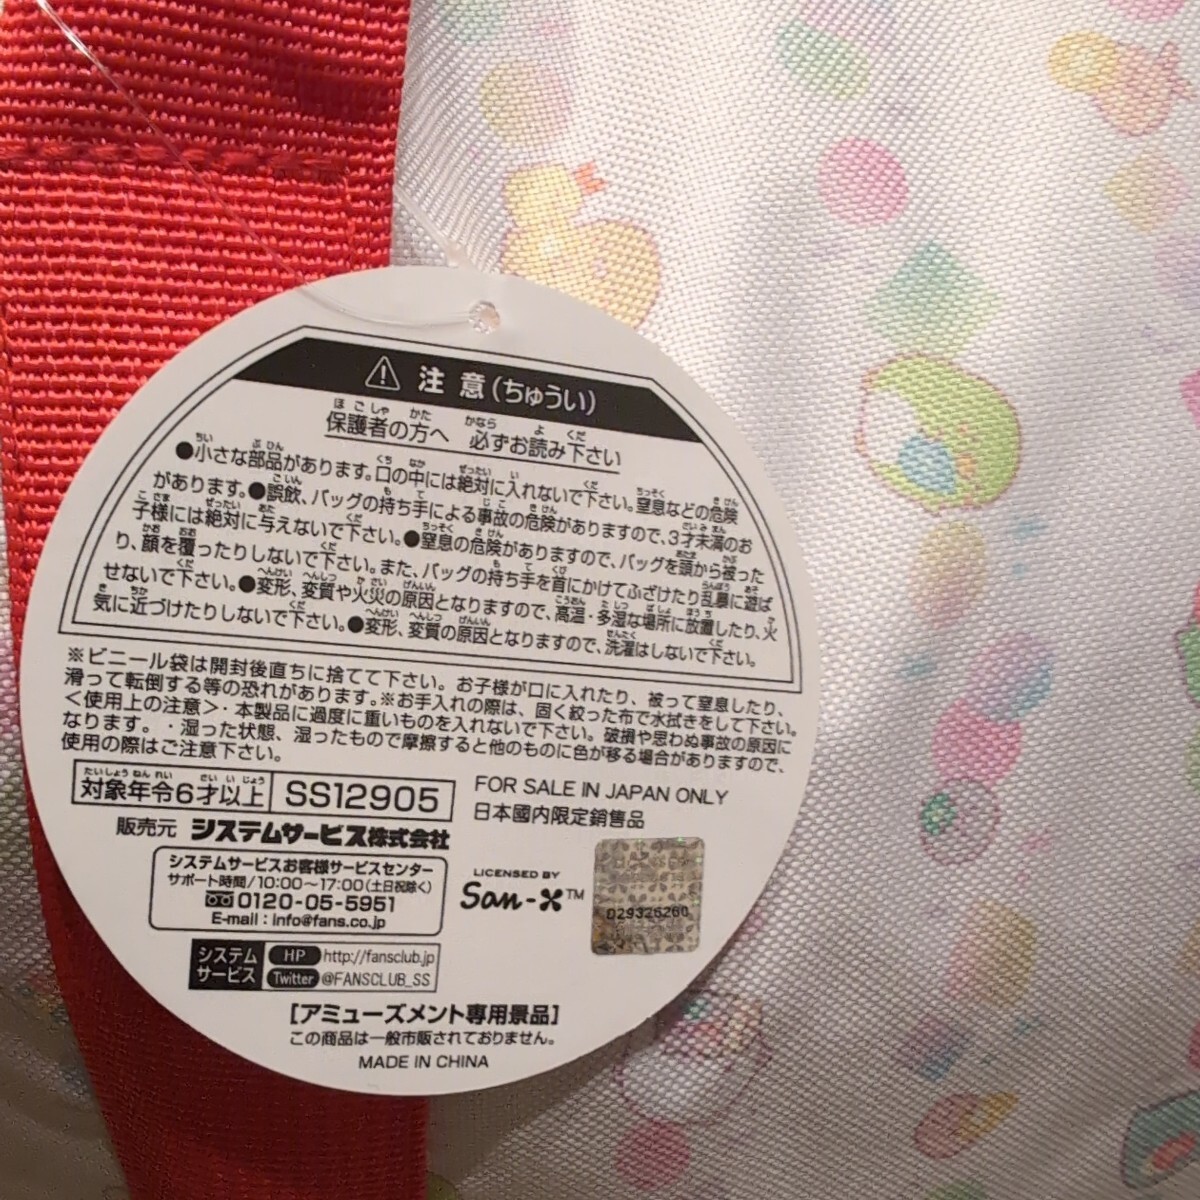 注意(ちゅうい)
保護者の方へ 必ずお読み下さい
●小さな部品があります。口の中には絶対に入れないで下さい。窒息などの危険
があります。●誤飲、バッグの持ち手による事故の危険がありますので、3才未満のお
子様には絶対に与えないで下さい。●窒息の危険がありますので、バッグを頭から被った
り、顔を覆ったりしないで下さい。また、バッグの持ち手を首にかけてふざけたり乱暴に遊ば
せないで下さい。●変形、変質や火災の原因となりますので、高温・多湿な場所に放置したり、火
気に近づけたりしないで下さい。●変形、変質の原因となりますので、洗濯はしないで下さい。
※ビニール袋は開封後直ちに捨てて下さい。お子様が口に入れたり、被って窒息したり、
滑って転倒する等の恐れがあります。※お手入れの際は、固く絞った布で水拭きをして下さい。
<使用上の注意>・本製品に過度に重いものを入れないで下さい。破損や思わぬ事故の原因に
なります。・湿った状態、湿ったもので摩擦すると他のものに色が移る場合がありますので、
使用の際はご注意下さい。
対象年令6才以上 SS12905
FOR SALE IN JAPAN ONLY
日本國内限定銷售品
販売元 システムサービス株式会社
システムサービスお客様サービスセンター
サポート時間/10:00〜17:00(土日祝除く)
0120-05-5951
E-mail：info@fans.co.jp
LICENSED BY
San-X™
029326260
システムサービス
HP http://fansclub.jp
Twitter @FANSCLUB_SS
[アミューズメント専用景品]
この商品は一般市販されておりません。
MADE IN CHINA